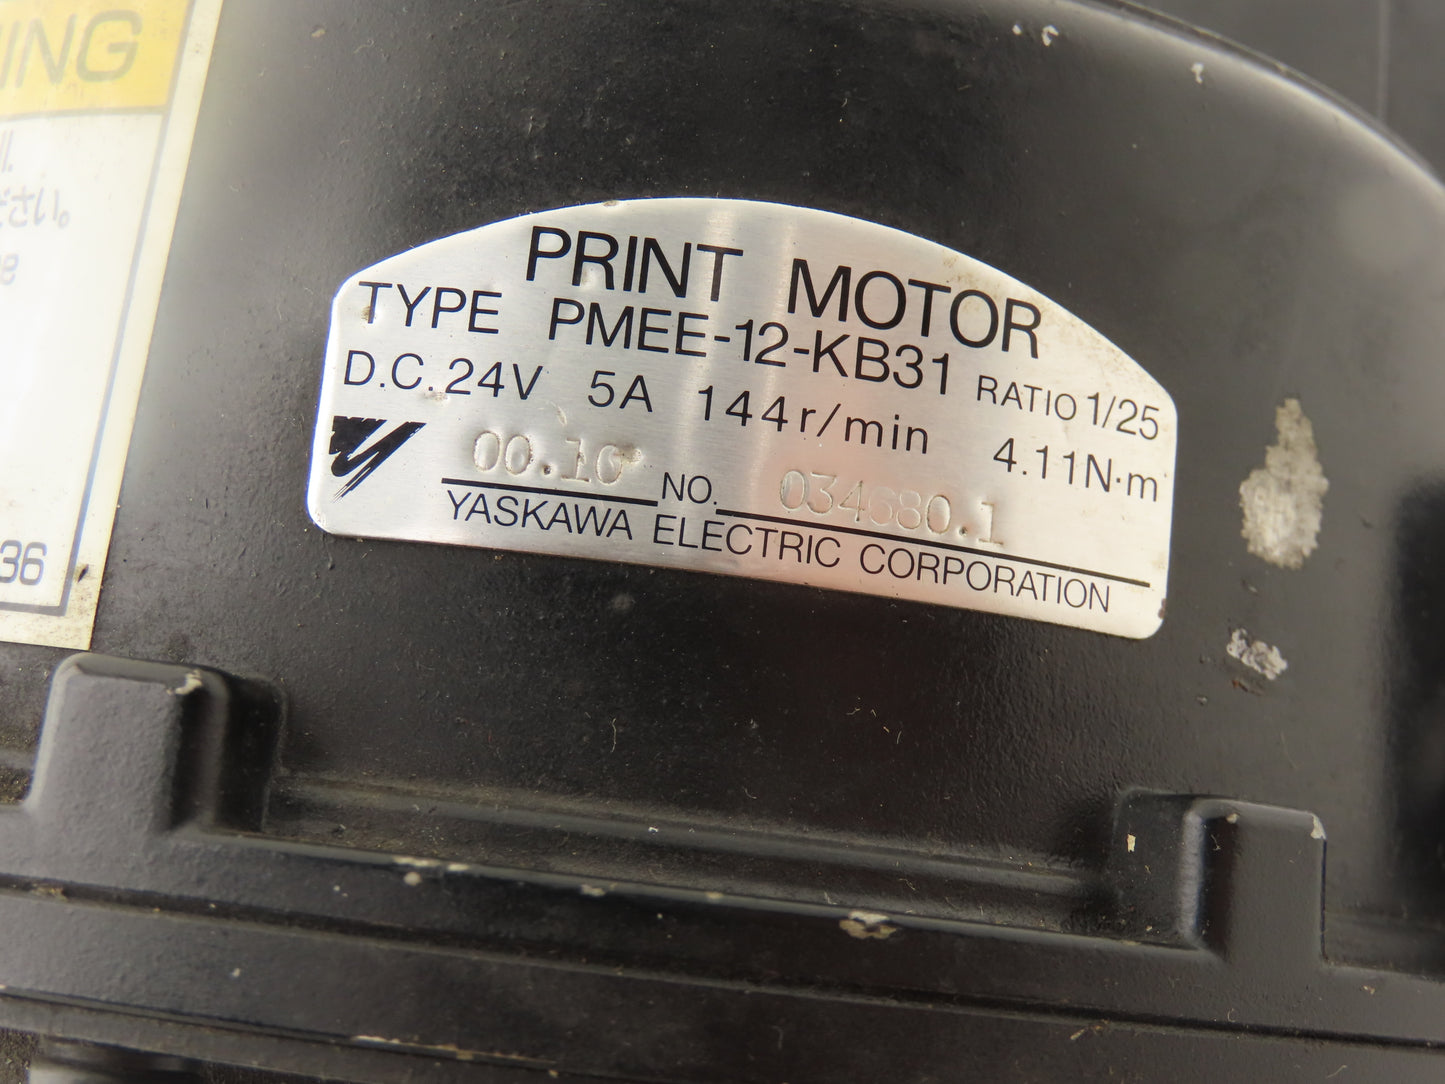 ING
ださい。
36
PRINT MOTOR
TYPE PMEE-12-KB31 RATIO 1/25
D.C.24V 5A 144r/min 4.11N·m
00.10 NO. 034680.1
YASKAWA ELECTRIC CORPORATION